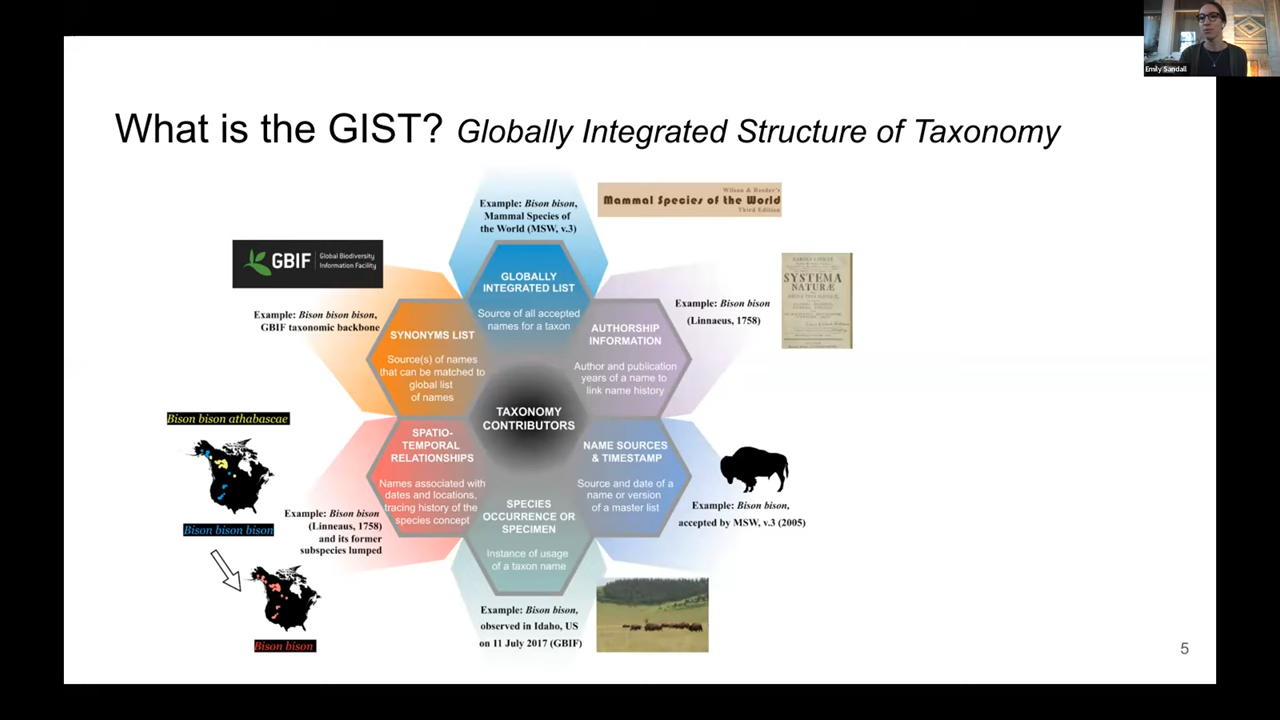 Emily Sandall
What is the GIST? Globally Integrated Structure of Taxonomy
Example: Bison bison,
Mammal Species of
the World (MSW, v.3)
Wilson & Reeder's
Mammal Species of the World
Third Edition
GBIF
Global Biodiversity
Information Facility
GLOBALLY
INTEGRATED LIST
Source of all accepted
names for a taxon
SYSTEMA
NATURÆ
Example: Bison bison bison,
GBIF taxonomic backbone
SYNONYMS LIST
Source(s) of names
that can be matched to
global list
of names
AUTHORSHIP
INFORMATION
Author and publication
years of a name to
link name history
Example: Bison bison
(Linnaeus, 1758)
TAXONOMY
CONTRIBUTORS
Bison bison athabascae
Bison bison bison
SPATIO-
TEMPORAL
RELATIONSHIPS
Names associated with
dates and locations,
tracing history of the
species concept
Example: Bison bison
(Linneaus, 1758)
and its former
subspecies lumped
Bison bison
NAME SOURCES
& TIMESTAMP
Source and date of a
name or version
of a master list
Example: Bison bison,
accepted by MSW, v.3 (2005)
SPECIES
OCCURRENCE OR
SPECIMEN
Instance of usage
of a taxon name
Example: Bison bison,
observed in Idaho, US
on 11 July 2017 (GBIF)
5